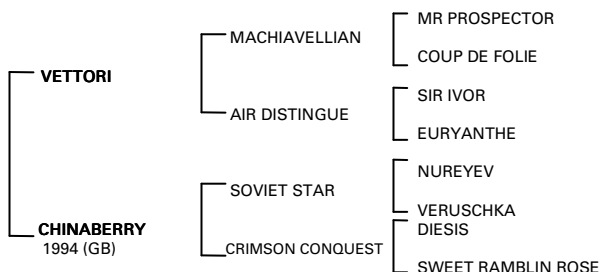 MR PROSPECTOR
MACHIAVELLIAN
COUP DE FOLIE
VETTORI
SIR IVOR
AIR DISTINGUE
EURYANTHE
NUREYEV
SOVIET STAR
VERUSCHKA
CHINABERRY
1994 (GB)
DIESIS
CRIMSON CONQUEST
SWEET RAMBLIN ROSE